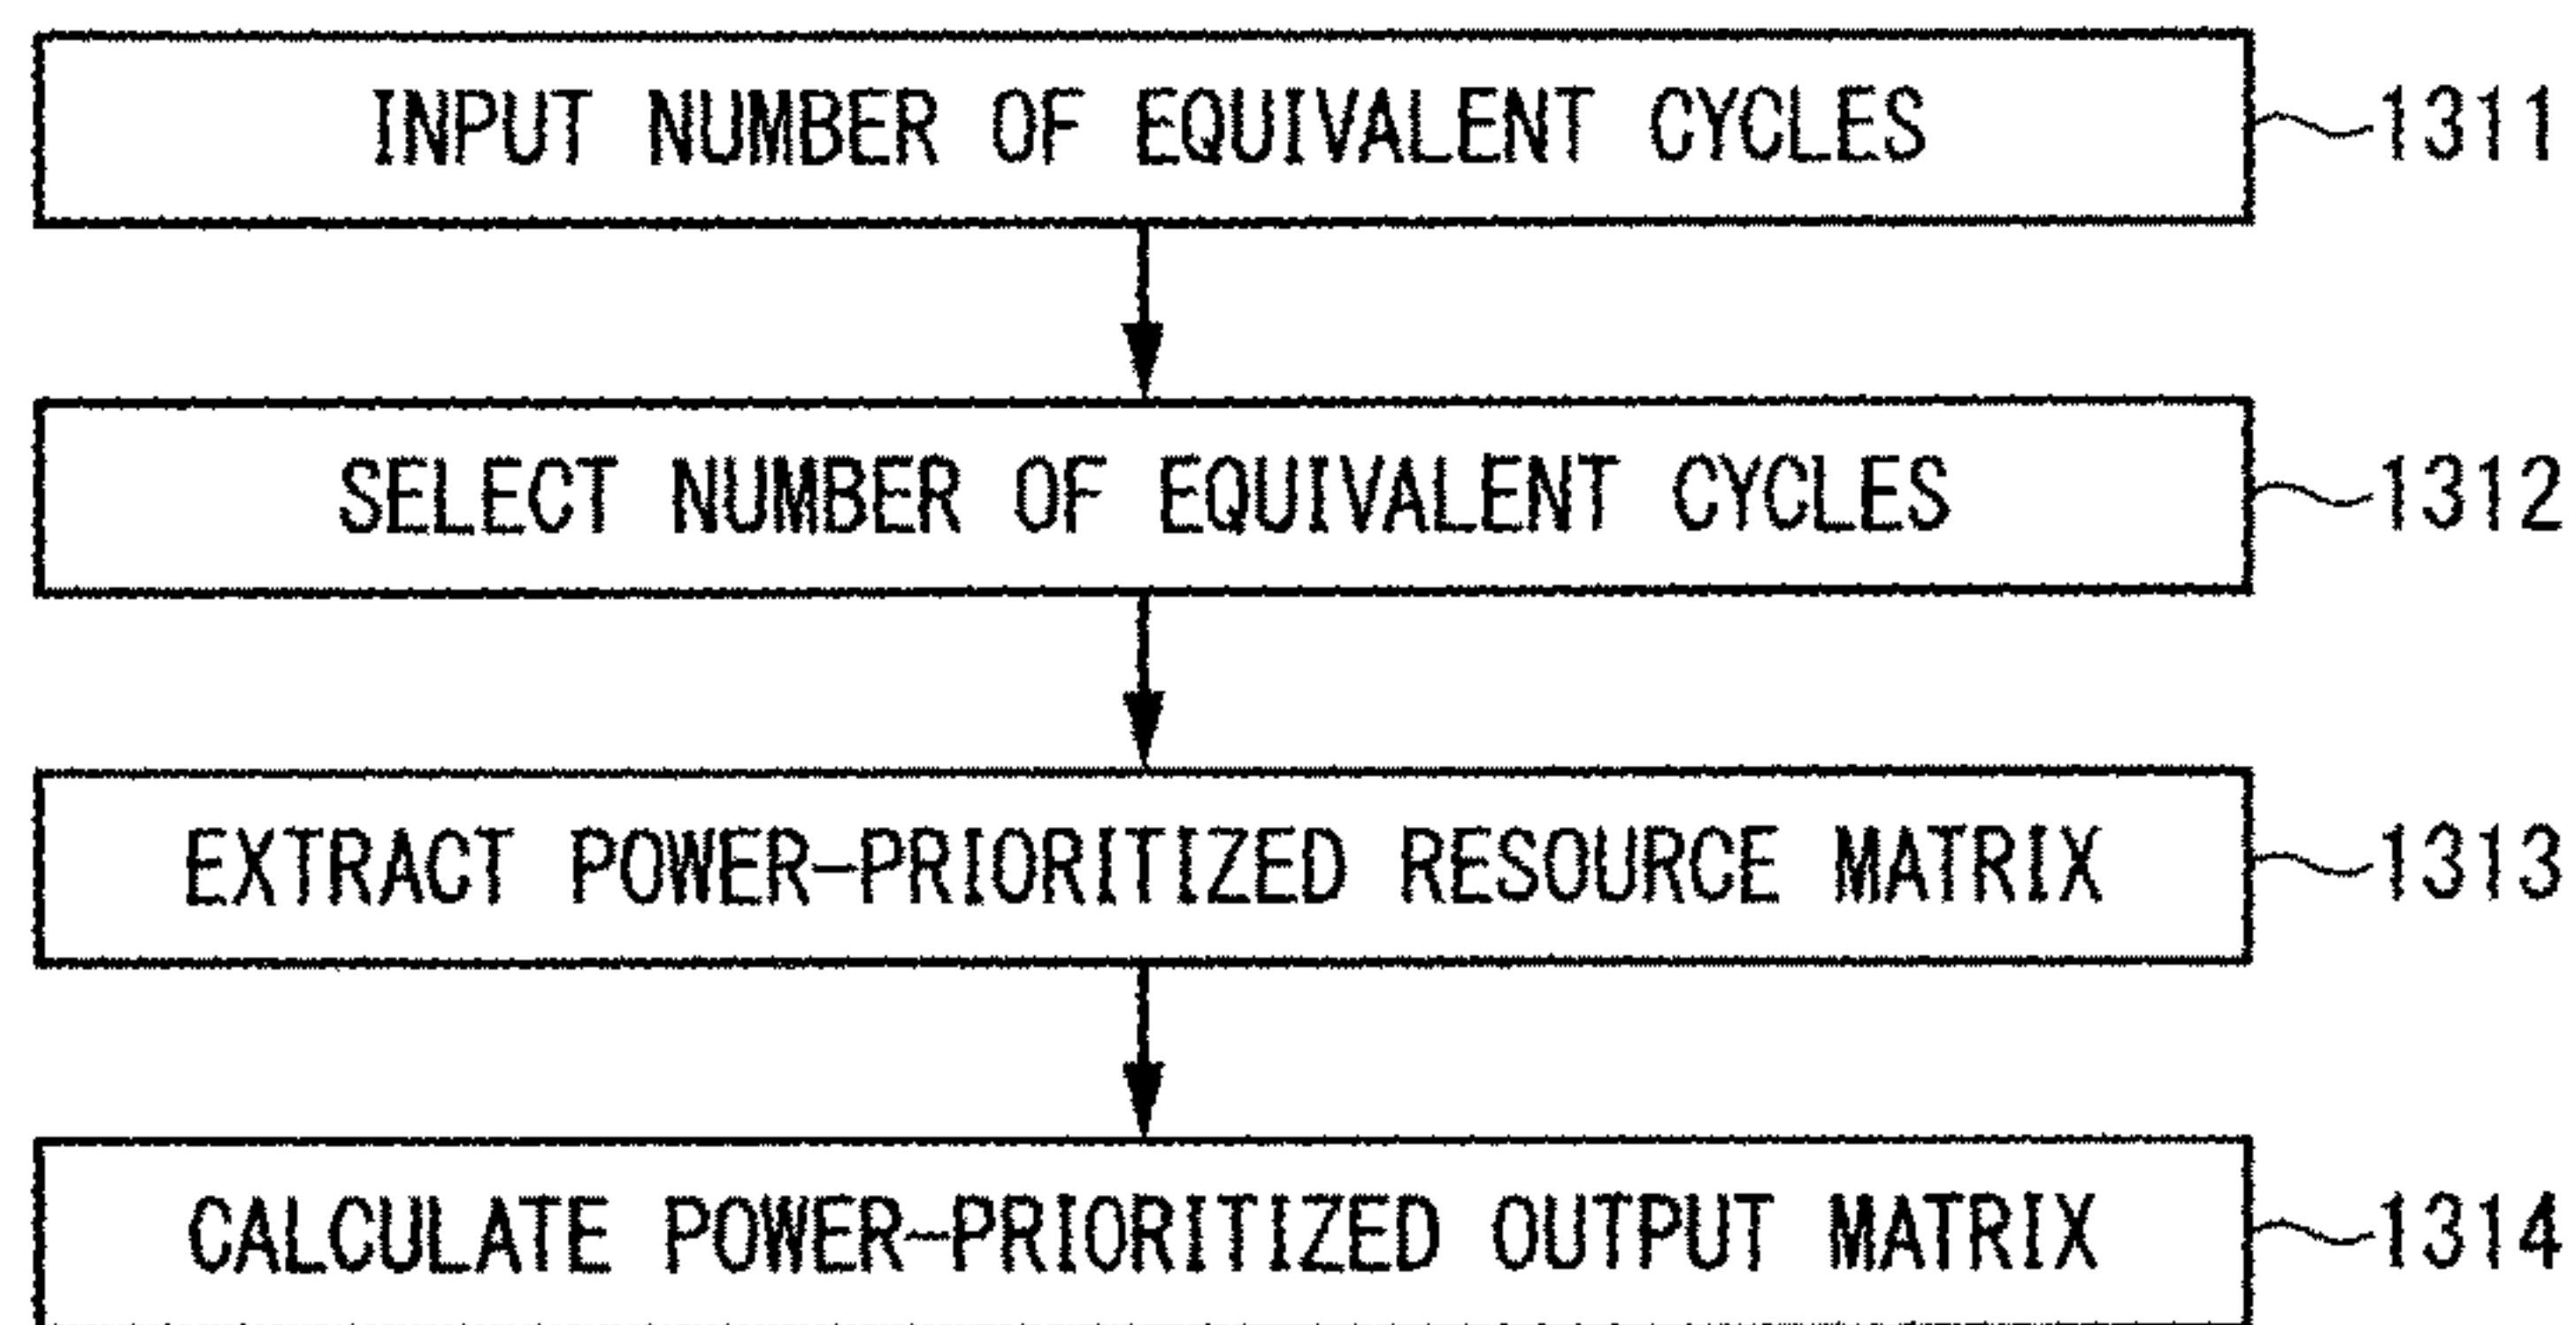 INPUT NUMBER OF EQUIVALENT CYCLES 1311
SELECT NUMBER OF EQUIVALENT CYCLES 1312
EXTRACT POWER-PRIORITIZED RESOURCE MATRIX 1313
CALCULATE POWER-PRIORITIZED OUTPUT MATRIX 1314